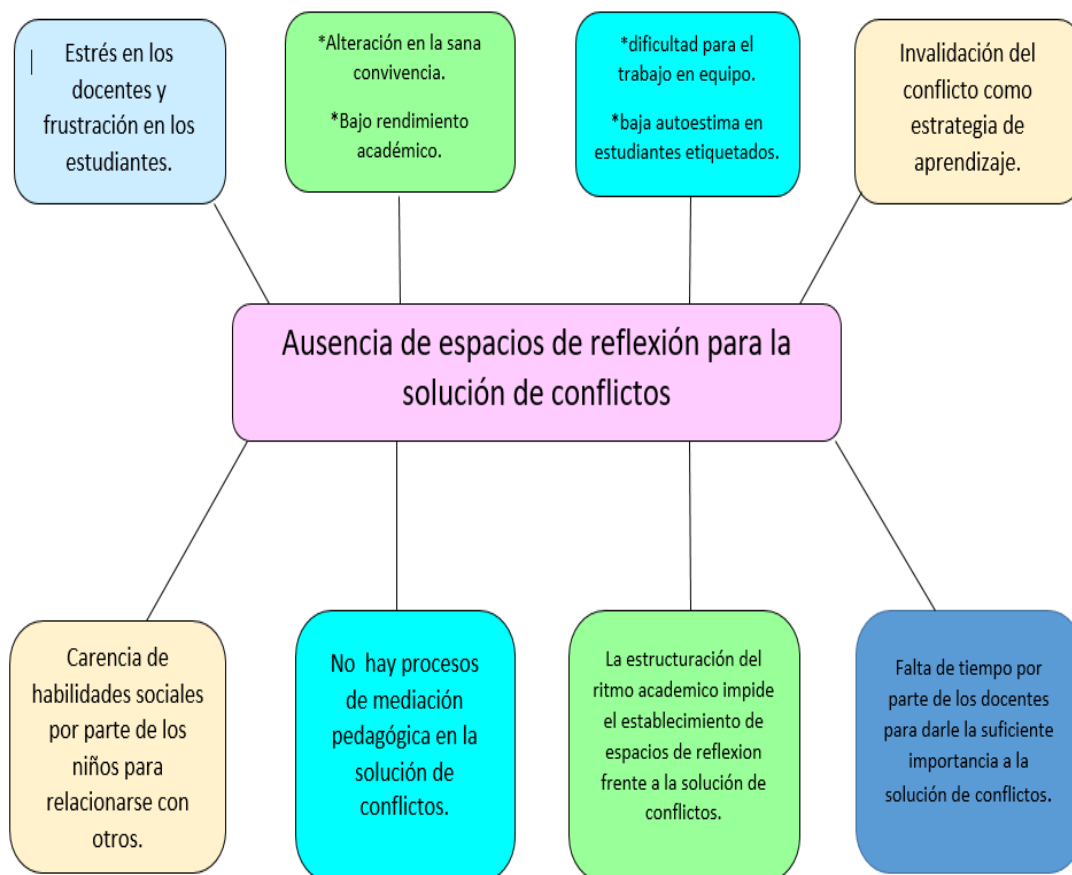 Estrés en los
docentes y
frustración en los
estudiantes.
*Alteración en la sana
convivencia.
*Bajo rendimiento
académico.
*dificultad para el
trabajo en equipo.
*baja autoestima en
estudiantes etiquetados.
Invalidación del
conflicto como
estrategia de
aprendizaje.
Ausencia de espacios de reflexión para la
solución de conflictos
Carencia de
habilidades sociales
por parte de los
niños para
relacionarse con
otros.
No hay procesos
de mediación
pedagógica en la
solución de
conflictos.
La estructuración del
ritmo academico impide
el establecimiento de
espacios de reflexion
frente a la solución de
conflictos.
Falta de tiempo por
parte de los docentes
para darle la suficiente
importancia a la
solución de conflictos.